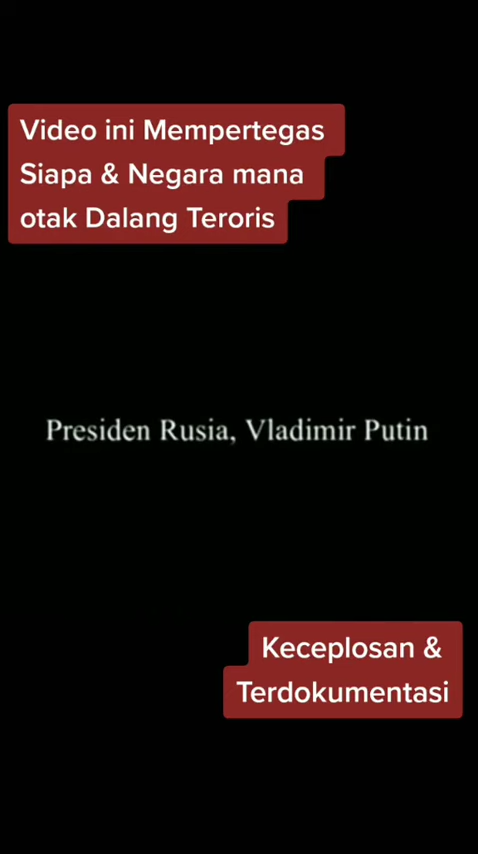 Video ini Mempertegas
Siapa & Negara mana
otak Dalang Teroris
Presiden Rusia, Vladimir Putin
Keceplosan &
Terdokumentasi